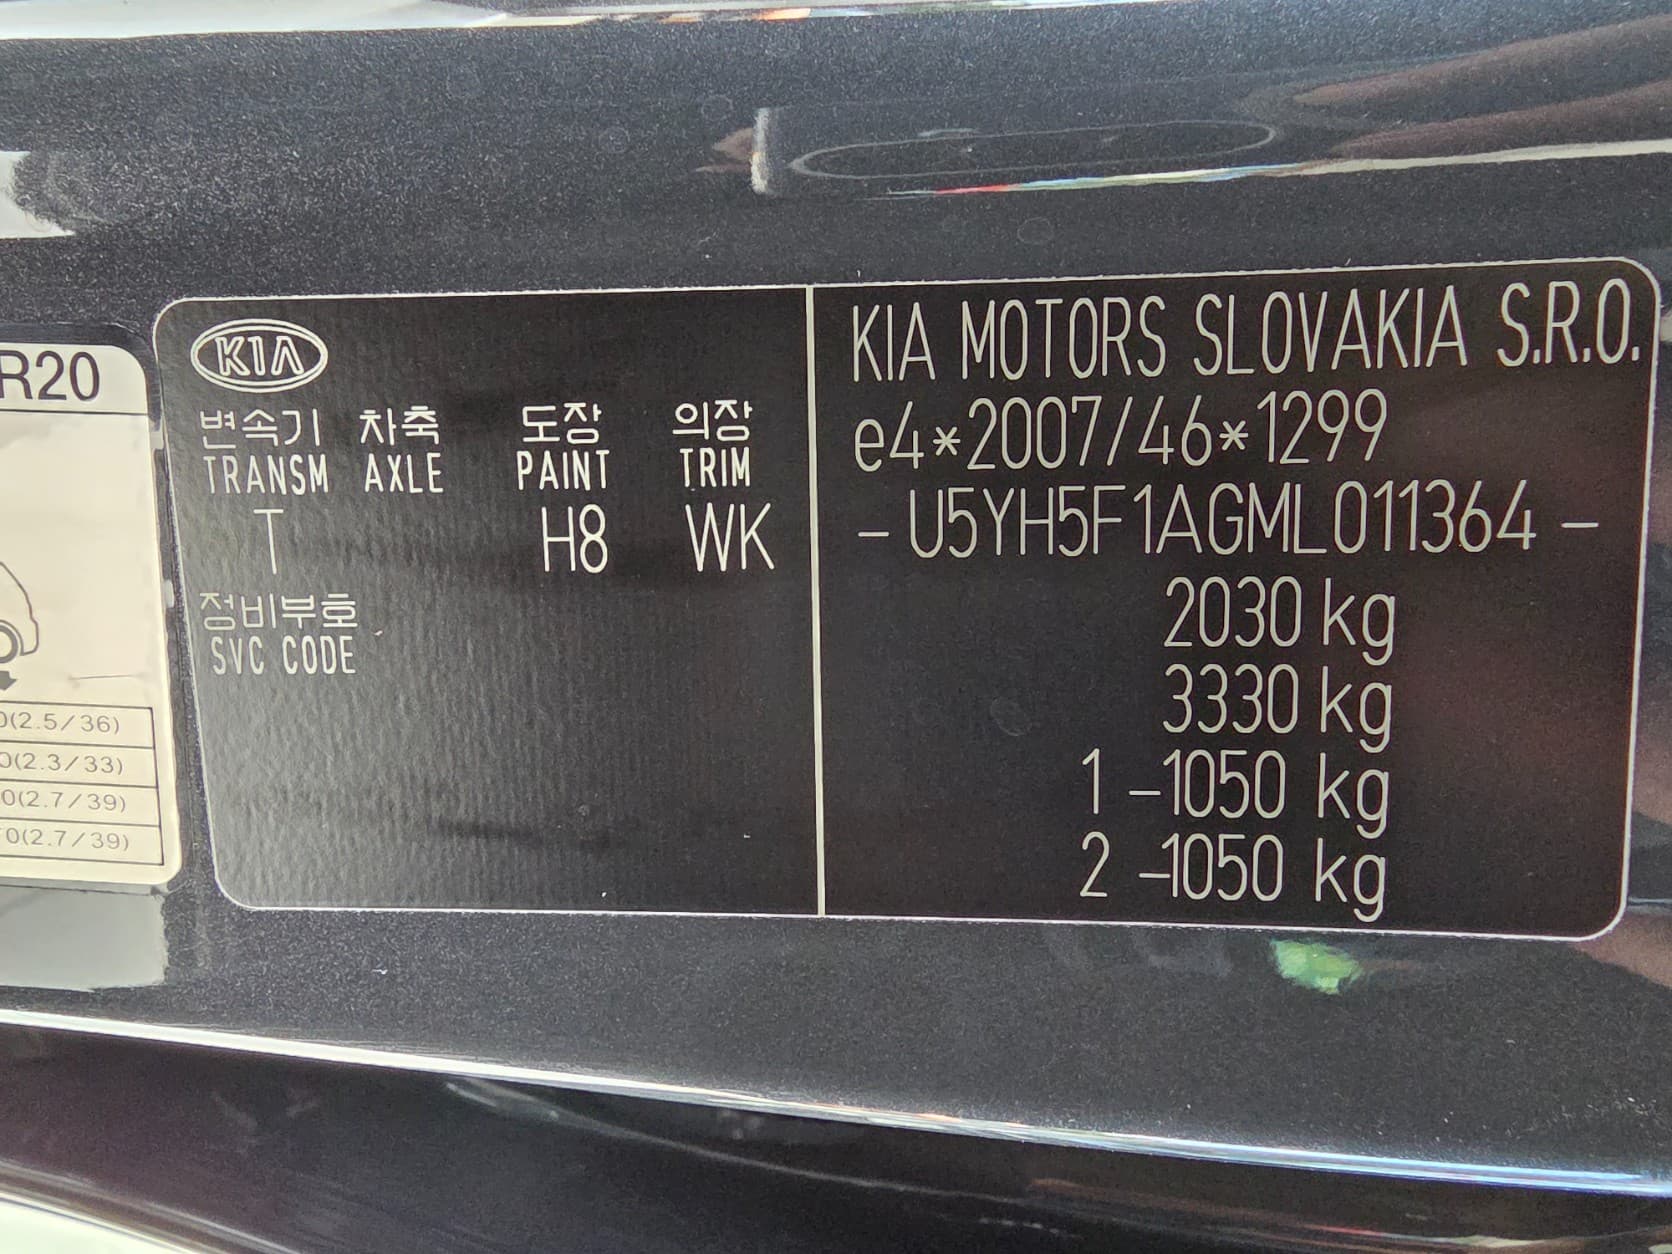 R20
0(2.5/36)
0(2.3/33)
0(2.7/39)
0(2.7/39)
KIA
변속기 차축 도장 의장
TRANSM AXLE PAINT TRIM
T H8 WK
정비부호
SVC CODE
KIA MOTORS SLOVAKIA S.R.O.
e4*2007/46*1299
- U5YH5F1AGML011364 -
2030 kg
3330 kg
1 -1050 kg
2 -1050 kg